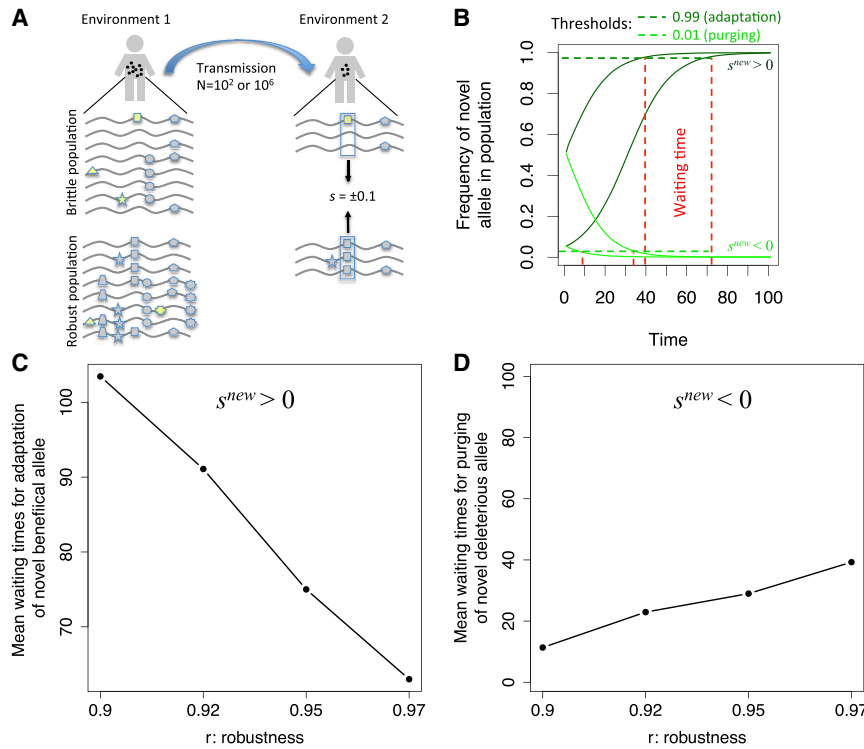 A
Environment 1
Environment 2
Transmission
N=10² or 10⁶
Brittle population
Robust population
s = ±0.1
B
Thresholds:
0.99 (adaptation)
0.01 (purging)
Frequency of novel
allele in population
1.0
0.8
0.6
0.4
0.2
0.0
sⁿᵉʷ > 0
Waiting time
sⁿᵉʷ < 0
0
20
40
60
80
100
Time
C
Mean waiting times for adaptation
of novel benefiical allele
100
90
80
70
sⁿᵉʷ > 0
0.9
0.92
0.95
0.97
r: robustness
D
Mean waiting times for purging
of novel deleterious allele
100
80
60
40
20
0
sⁿᵉʷ < 0
0.9
0.92
0.95
0.97
r: robustness